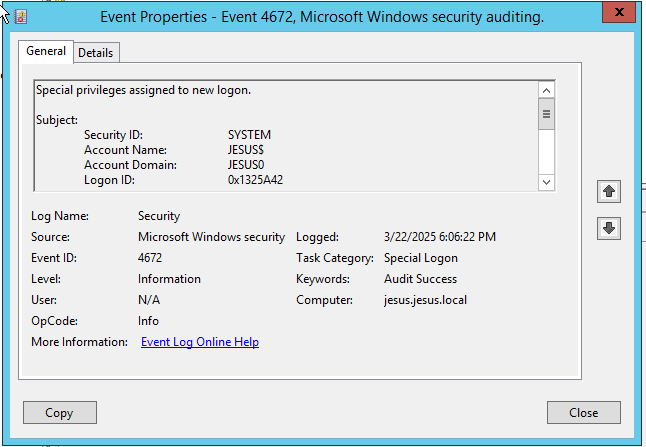 Event Properties - Event 4672, Microsoft Windows security auditing.
General
Details
Special privileges assigned to new logon.
Subject:
Security ID: SYSTEM
Account Name: JESUS$
Account Domain: JESUS0
Logon ID: 0x1325A42
Log Name: Security
Source: Microsoft Windows security Logged: 3/22/2025 6:06:22 PM
Event ID: 4672 Task Category: Special Logon
Level: Information Keywords: Audit Success
User: N/A Computer: jesus.jesus.local
OpCode: Info
More Information: Event Log Online Help
Copy Close